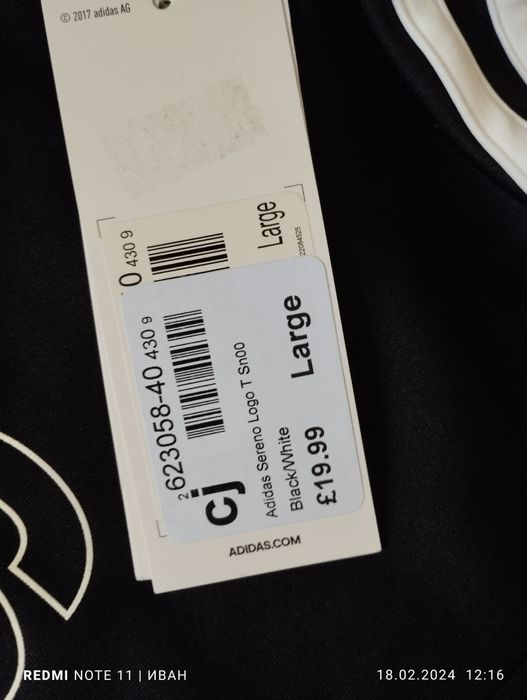 © 2017 adidas AG
0 430 9
Large
22084525
2 623058-40 430 9
cj
Adidas Sereno Logo T Sn00
Black/White
Large
£19.99
ADIDAS.COM
REDMI NOTE 11 | ИВАН
18.02.2024 12:16